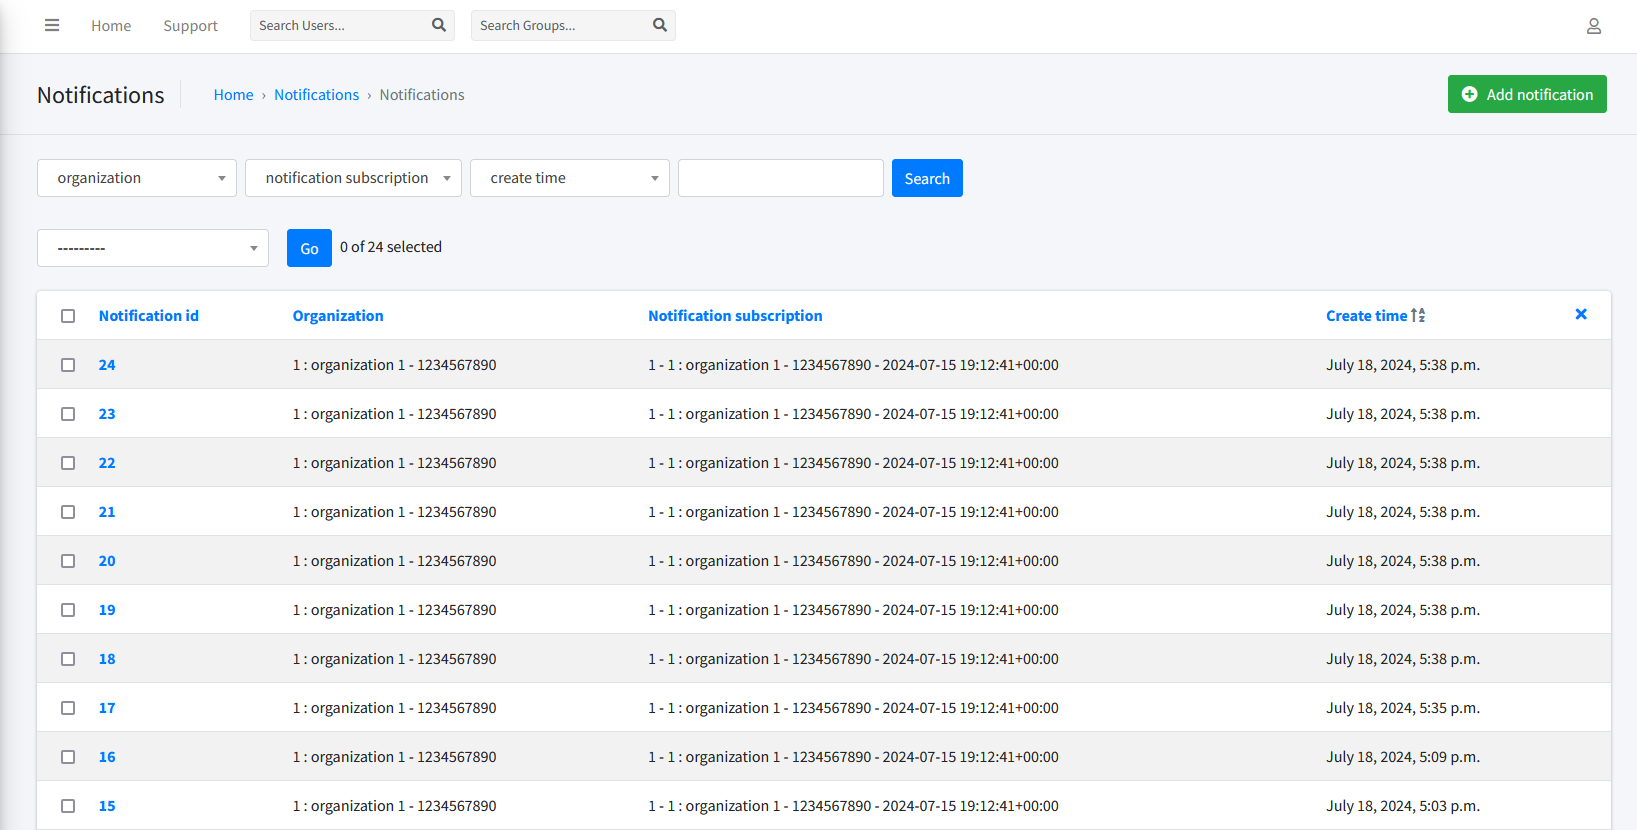 Home Support Search Users... Search Groups...
Notifications Home › Notifications › Notifications Add notification
organization notification subscription create time Search
--------- Go 0 of 24 selected
Notification id Organization Notification subscription Create time
24 1 : organization 1 - 1234567890 1 - 1 : organization 1 - 1234567890 - 2024-07-15 19:12:41+00:00 July 18, 2024, 5:38 p.m.
23 1 : organization 1 - 1234567890 1 - 1 : organization 1 - 1234567890 - 2024-07-15 19:12:41+00:00 July 18, 2024, 5:38 p.m.
22 1 : organization 1 - 1234567890 1 - 1 : organization 1 - 1234567890 - 2024-07-15 19:12:41+00:00 July 18, 2024, 5:38 p.m.
21 1 : organization 1 - 1234567890 1 - 1 : organization 1 - 1234567890 - 2024-07-15 19:12:41+00:00 July 18, 2024, 5:38 p.m.
20 1 : organization 1 - 1234567890 1 - 1 : organization 1 - 1234567890 - 2024-07-15 19:12:41+00:00 July 18, 2024, 5:38 p.m.
19 1 : organization 1 - 1234567890 1 - 1 : organization 1 - 1234567890 - 2024-07-15 19:12:41+00:00 July 18, 2024, 5:38 p.m.
18 1 : organization 1 - 1234567890 1 - 1 : organization 1 - 1234567890 - 2024-07-15 19:12:41+00:00 July 18, 2024, 5:38 p.m.
17 1 : organization 1 - 1234567890 1 - 1 : organization 1 - 1234567890 - 2024-07-15 19:12:41+00:00 July 18, 2024, 5:35 p.m.
16 1 : organization 1 - 1234567890 1 - 1 : organization 1 - 1234567890 - 2024-07-15 19:12:41+00:00 July 18, 2024, 5:09 p.m.
15 1 : organization 1 - 1234567890 1 - 1 : organization 1 - 1234567890 - 2024-07-15 19:12:41+00:00 July 18, 2024, 5:03 p.m.